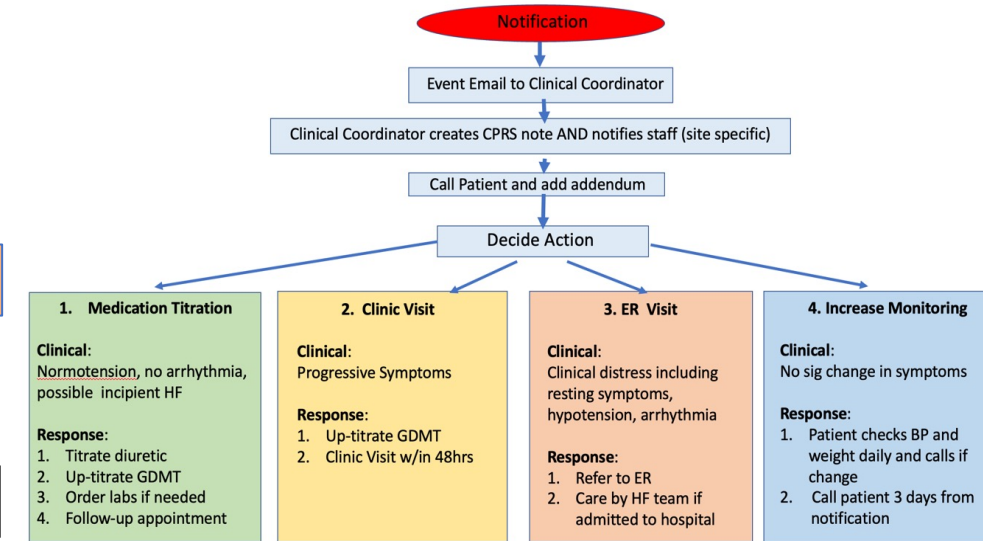 Notification
Event Email to Clinical Coordinator
Clinical Coordinator creates CPRS note AND notifies staff (site specific)
Call Patient and add addendum
Decide Action
1. Medication Titration
Clinical:
Normotension, no arrhythmia,
possible incipient HF
Response:
1. Titrate diuretic
2. Up-titrate GDMT
3. Order labs if needed
4. Follow-up appointment
2. Clinic Visit
Clinical:
Progressive Symptoms
Response:
1. Up-titrate GDMT
2. Clinic Visit w/in 48hrs
3. ER Visit
Clinical:
Clinical distress including
resting symptoms,
hypotension, arrhythmia
Response:
1. Refer to ER
2. Care by HF team if
admitted to hospital
4. Increase Monitoring
Clinical:
No sig change in symptoms
Response:
1. Patient checks BP and
weight daily and calls if
change
2. Call patient 3 days from
notification